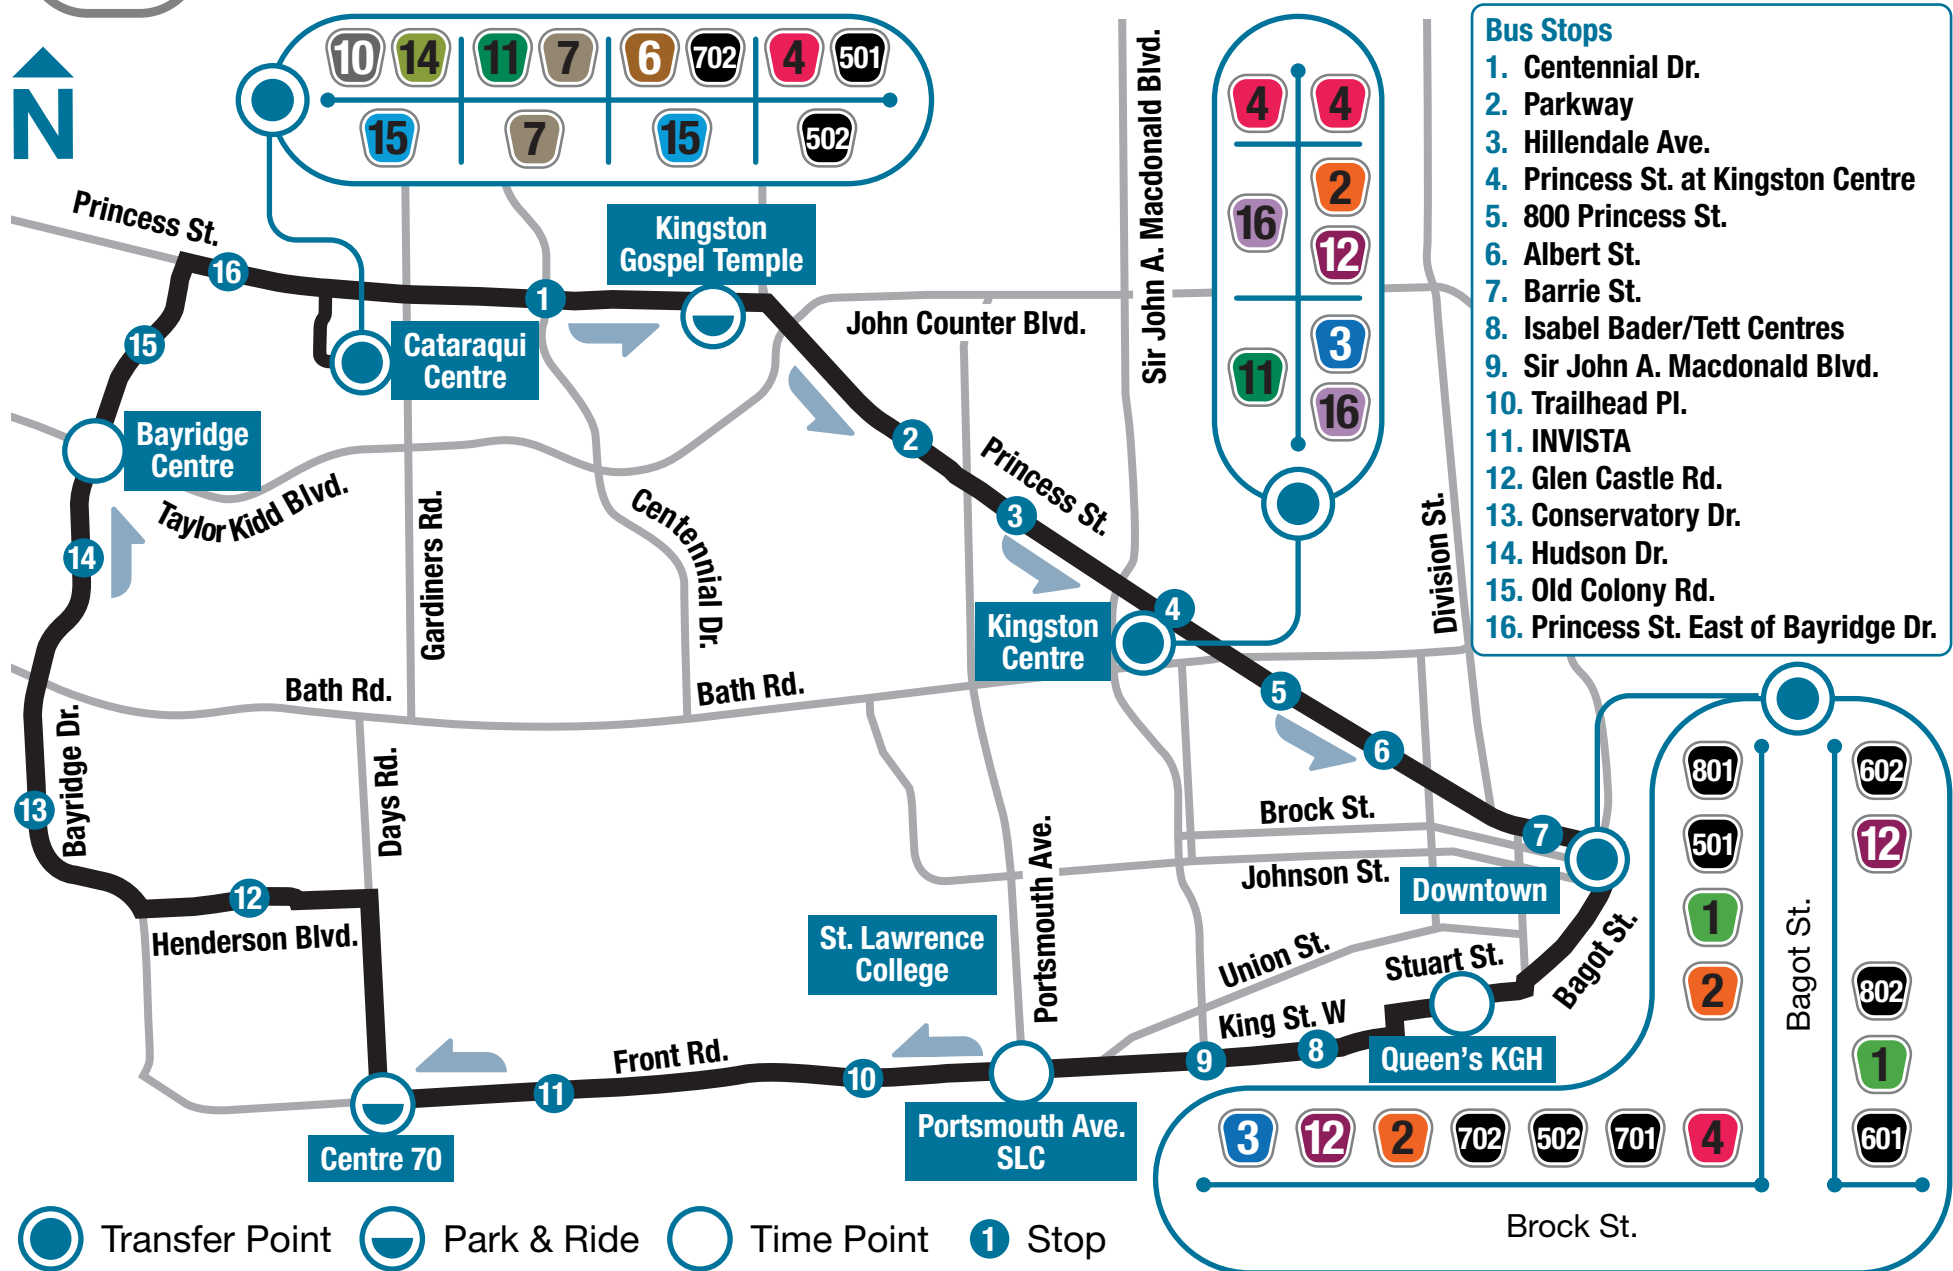 N
10 14 11 7 6 702 4 501
15 7 15 502
4 4
2
16
12
3
11
16
Bus Stops
1. Centennial Dr.
2. Parkway
3. Hillendale Ave.
4. Princess St. at Kingston Centre
5. 800 Princess St.
6. Albert St.
7. Barrie St.
8. Isabel Bader/Tett Centres
9. Sir John A. Macdonald Blvd.
10. Trailhead Pl.
11. INVISTA
12. Glen Castle Rd.
13. Conservatory Dr.
14. Hudson Dr.
15. Old Colony Rd.
16. Princess St. East of Bayridge Dr.
Princess St.
16
1
Kingston
Gospel Temple
Cataraqui
Centre
John Counter Blvd.
Sir John A. Macdonald Blvd.
15
Bayridge
Centre
Taylor Kidd Blvd.
14
Gardiners Rd.
Centennial Dr.
2
Princess St.
3
4
Kingston
Centre
Division St.
Bath Rd.
Bath Rd.
5
6
13
Bayridge Dr.
Days Rd.
Brock St.
7
Johnson St.
Downtown
12
Henderson Blvd.
St. Lawrence
College
Portsmouth Ave.
Union St.
Stuart St.
Bagot St.
King St. W
Queen's KGH
8
9
10
Front Rd.
11
Centre 70
Portsmouth Ave.
SLC
801 602
501 12
1
2 802
1
Bagot St.
3 12 2 702 502 701 4 601
Brock St.
Transfer Point
Park & Ride
Time Point
1 Stop